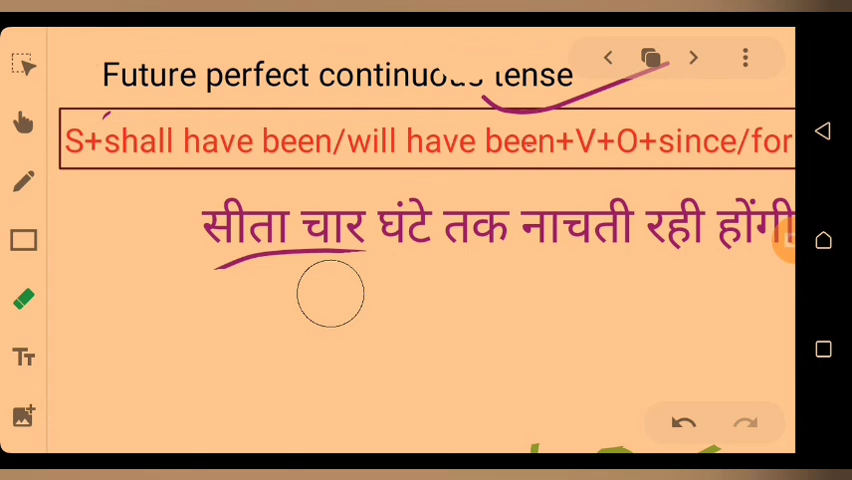 Future perfect continuous tense
S+shall have been/will have been+V+O+since/for
सीता चार घंटे तक नाचती रही होंगी